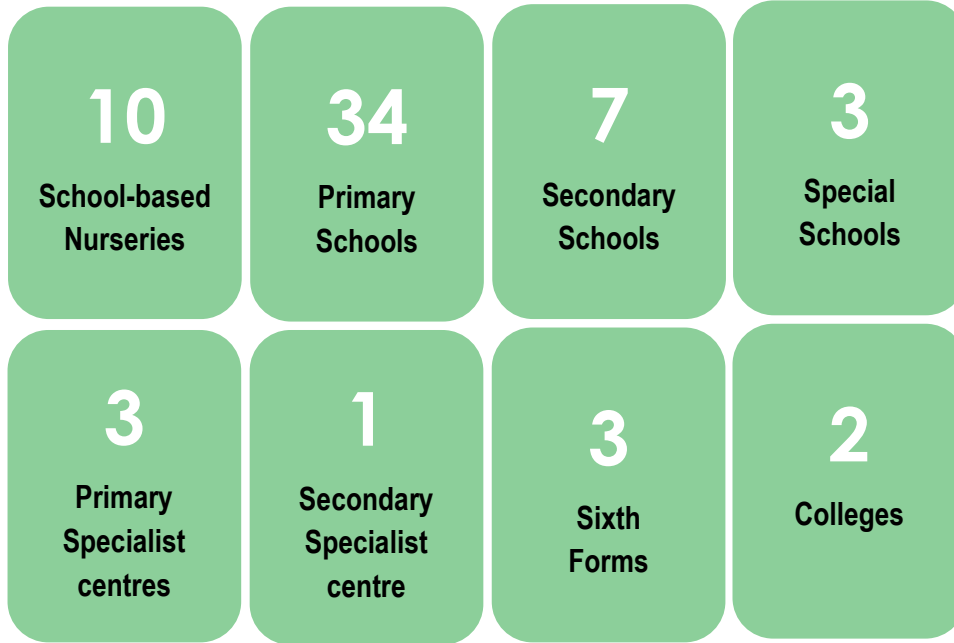 10
School-based
Nurseries
34
Primary
Schools
7
Secondary
Schools
3
Special
Schools
3
Primary
Specialist
centres
1
Secondary
Specialist
centre
3
Sixth
Forms
2
Colleges